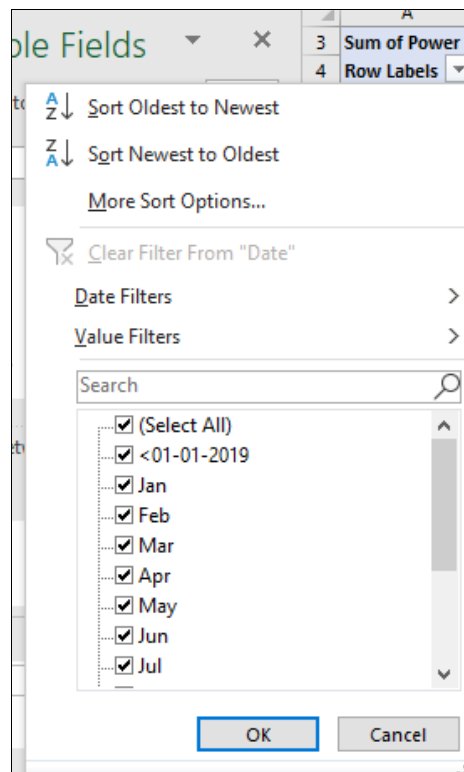 ble Fields
A
3 Sum of Power
4 Row Labels
to
A
Z Sort Oldest to Newest
Z
A Sort Newest to Oldest
More Sort Options...
Clear Filter From "Date"
Date Filters
Value Filters
Search
(Select All)
<01-01-2019
Jan
Feb
Mar
Apr
May
Jun
Jul
OK Cancel